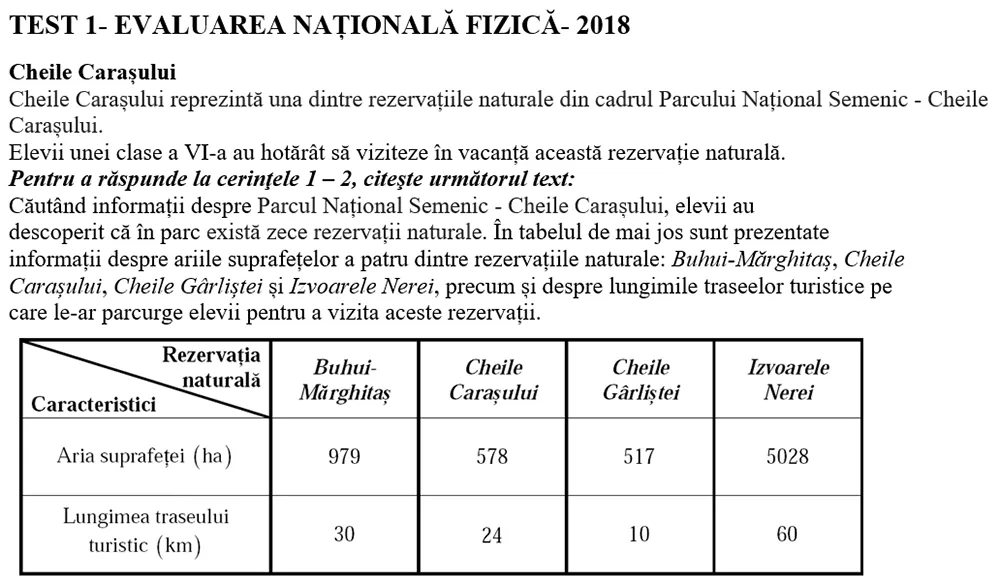 TEST 1- EVALUAREA NAȚIONALĂ FIZICĂ- 2018
Cheile Carașului
Cheile Carașului reprezintă una dintre rezervațiile naturale din cadrul Parcului Național Semenic - Cheile
Carașului.
Elevii unei clase a VI-a au hotărât să viziteze în vacanță această rezervație naturală.
Pentru a răspunde la cerinţele 1 – 2, citeşte următorul text:
Căutând informații despre Parcul Național Semenic - Cheile Carașului, elevii au
descoperit că în parc există zece rezervații naturale. În tabelul de mai jos sunt prezentate
informații despre ariile suprafețelor a patru dintre rezervațiile naturale: Buhui-Mărghitaș, Cheile
Carașului, Cheile Gârliștei și Izvoarele Nerei, precum și despre lungimile traseelor turistice pe
care le-ar parcurge elevii pentru a vizita aceste rezervații.
Rezervația
naturală
Caracteristici
Buhui-
Mărghitaș
Cheile
Carașului
Cheile
Gârliștei
Izvoarele
Nerei
Aria suprafeței (ha) 979 578 517 5028
Lungimea traseului
turistic (km) 30 24 10 60